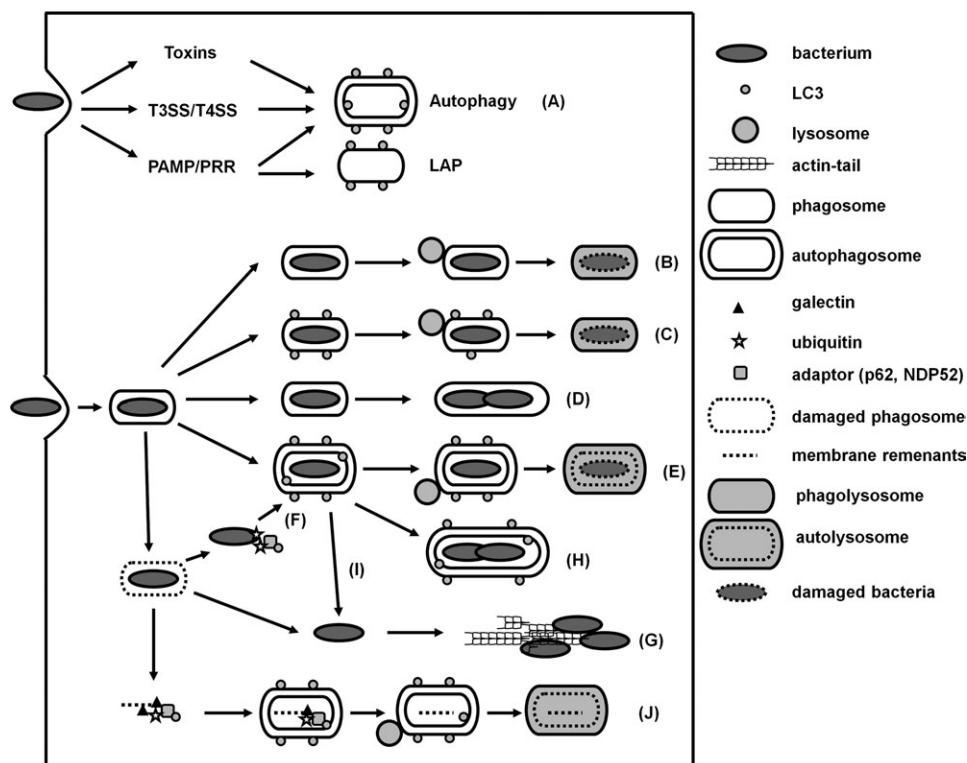 Toxins
T3SS/T4SS
PAMP/PRR
Autophagy (A)
LAP
(B)
(C)
(D)
(E)
(F)
(H)
(I)
(G)
(J)
bacterium
LC3
lysosome
actin-tail
phagosome
autophagosome
galectin
ubiquitin
adaptor (p62, NDP52)
damaged phagosome
membrane remenants
phagolysosome
autolysosome
damaged bacteria